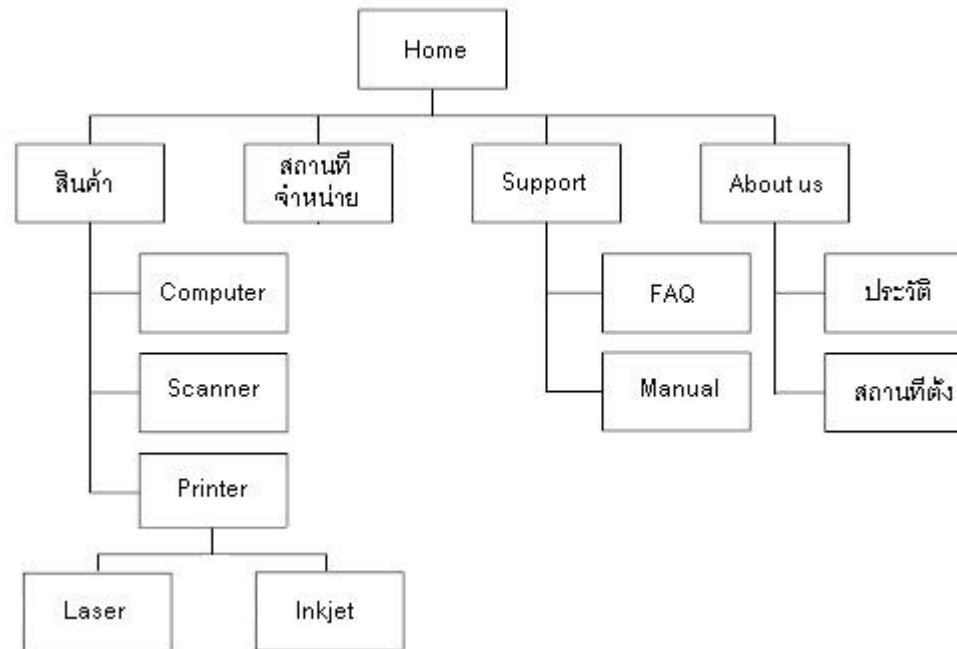 Home
สินค้า
สถานที่
จำหน่าย
Support
About us
Computer
FAQ
ประวัติ
Scanner
Manual
สถานที่ตั้ง
Printer
Laser
Inkjet